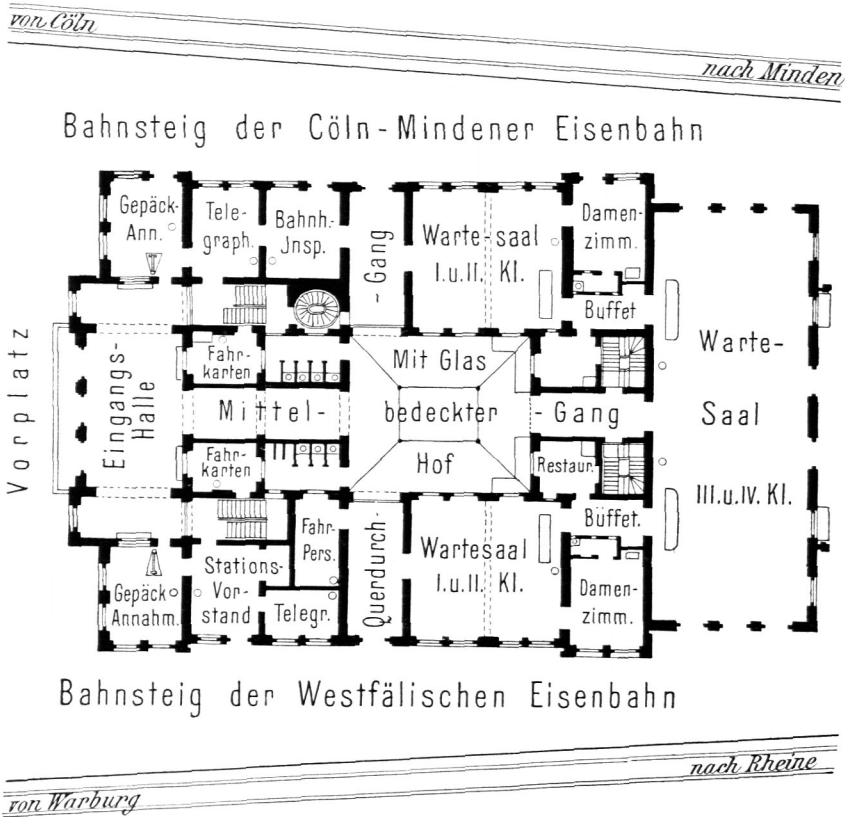 von Cöln
nach Minden
Bahnsteig der Cöln-Mindener Eisenbahn
Gepäck-
Ann.
Tele-
graph.
Bahnh.-
Jnsp.
-Gang
Warte-saal
I.u.II. Kl.
Damen-
zimm.
Buffet
Vorplatz
Eingangs-
Halle
Fahr-
karten
Mit Glas
Warte-
Mittel-
bedeckter
-Gang
Saal
Fahr-
karten
Hof
Restaur.
III.u.IV. Kl.
Büffet.
Gepäck
Annahm.
Stations-
Vor-
stand
Fahr-
Pers.
Telegr.
Querdurch-
Wartesaal
I.u.II. Kl.
Damen-
zimm.
Bahnsteig der Westfälischen Eisenbahn
nach Rheine
von Warburg